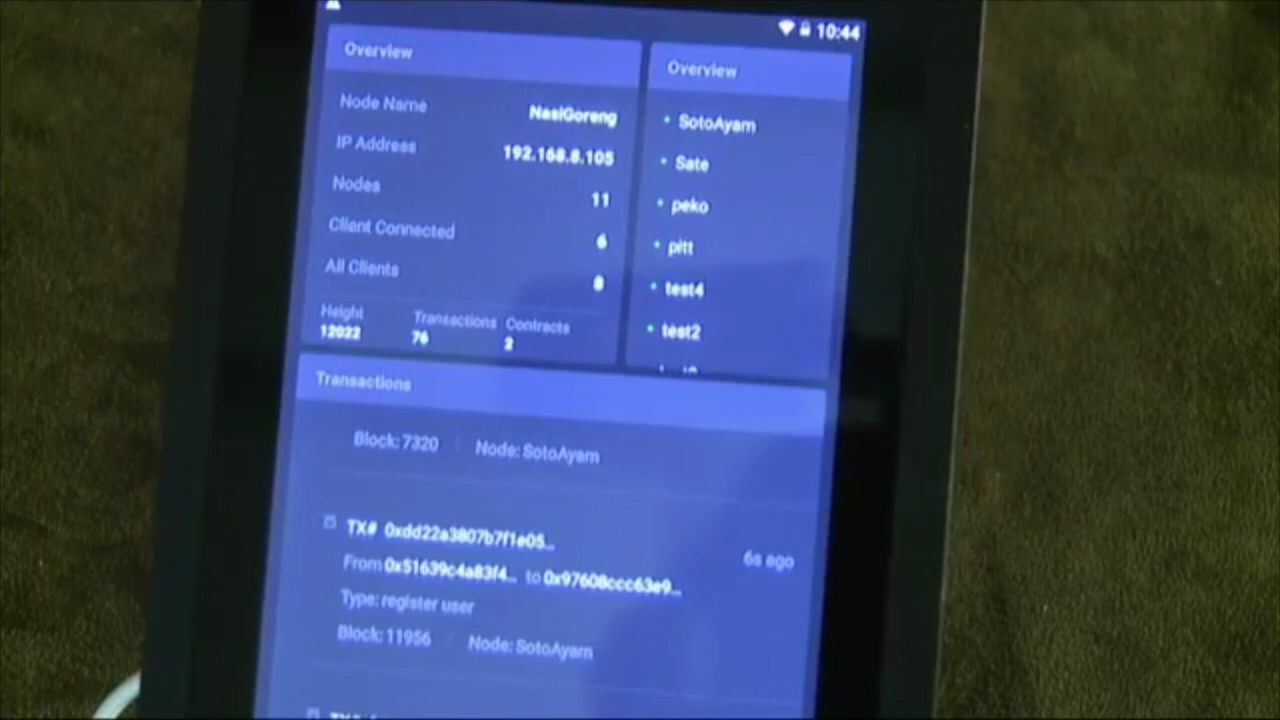 10:44
Overview
Node Name NasiGoreng
IP Address 192.168.8.105
Nodes 11
Client Connected 6
All Clients 8
Height Transactions Contracts
12022 76 2
Overview
SotoAyam
Sate
peko
pitt
test4
test2
Transactions
Block: 7320 Node: SotoAyam
TX# 0xdd22a3807b7f1e05...
6s ago
From 0x51639c4a83f4... to 0x97608ccc63e9...
Type: register user
Block: 11956 Node: SotoAyam